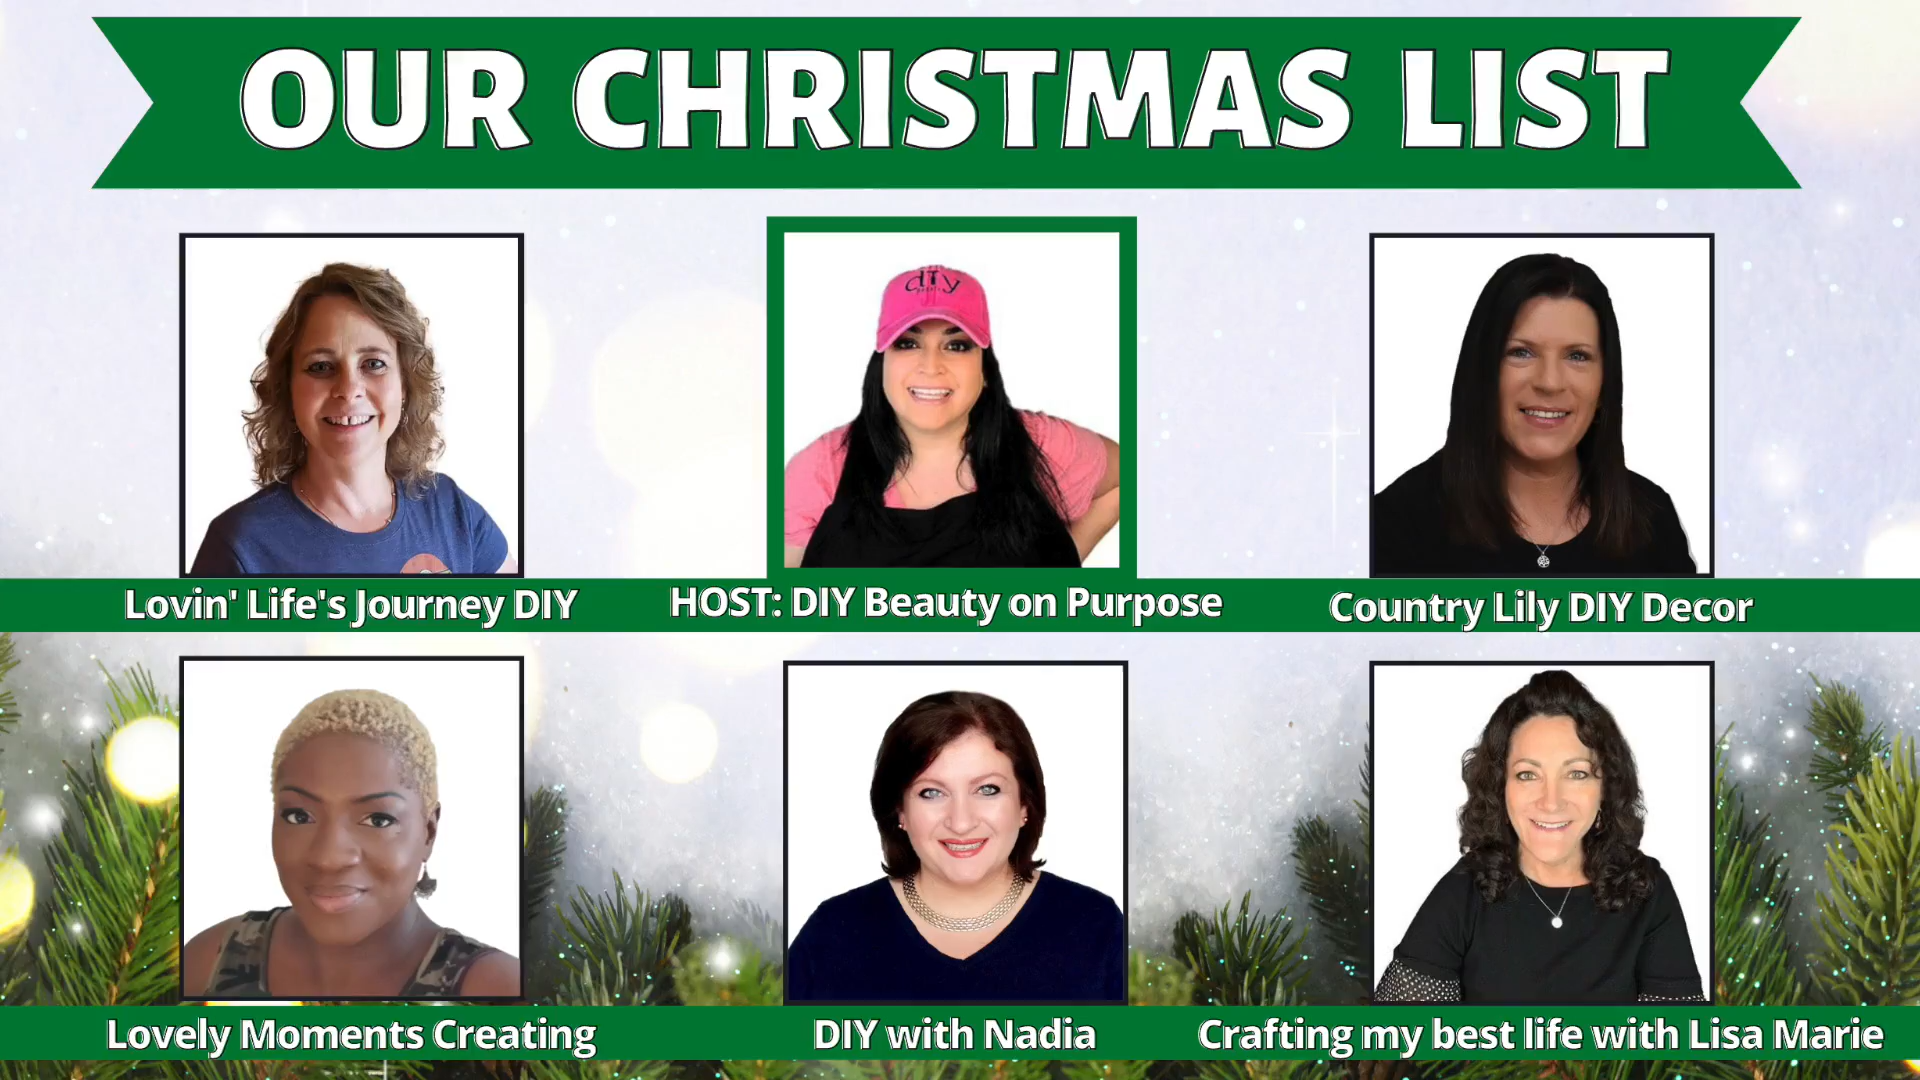 OUR CHRISTMAS LIST
diy
Lovin' Life's Journey DIY
HOST: DIY Beauty on Purpose
Country Lily DIY Decor
Lovely Moments Creating
DIY with Nadia
Crafting my best life with Lisa Marie